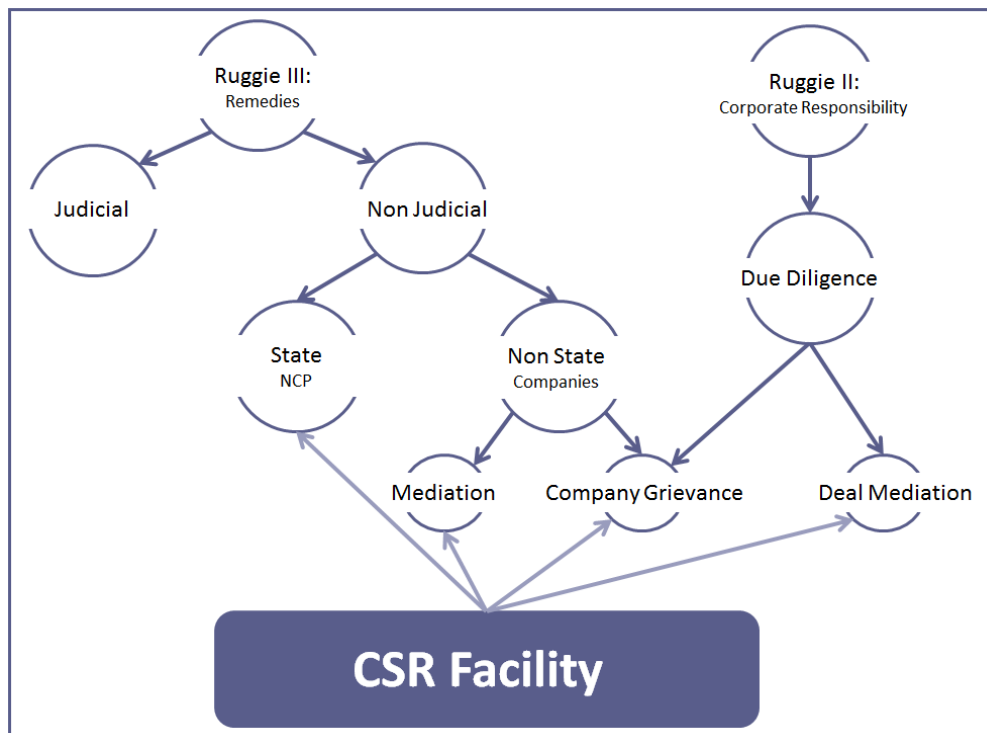 Ruggie III:
Remedies
Ruggie II:
Corporate Responsibility
Judicial
Non Judicial
Due Diligence
State
NCP
Non State
Companies
Mediation
Company Grievance
Deal Mediation
CSR Facility